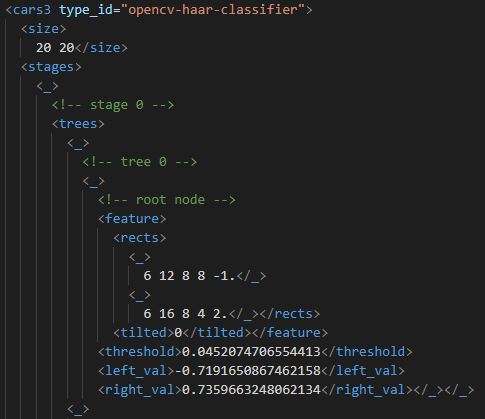 <cars3 type_id="opencv-haar-classifier">
<size>
20 20</size>
<stages>
<_>
<!-- stage 0 -->
<trees>
<_>
<!-- tree 0 -->
<_>
<!-- root node -->
<feature>
<rects>
<_>
6 12 8 8 -1.</_>
<_>
6 16 8 4 2.</_></rects>
<tilted>0</tilted></feature>
<threshold>0.0452074706554413</threshold>
<left_val>-0.7191650867462158</left_val>
<right_val>0.7359663248062134</right_val></_></_>
<_>